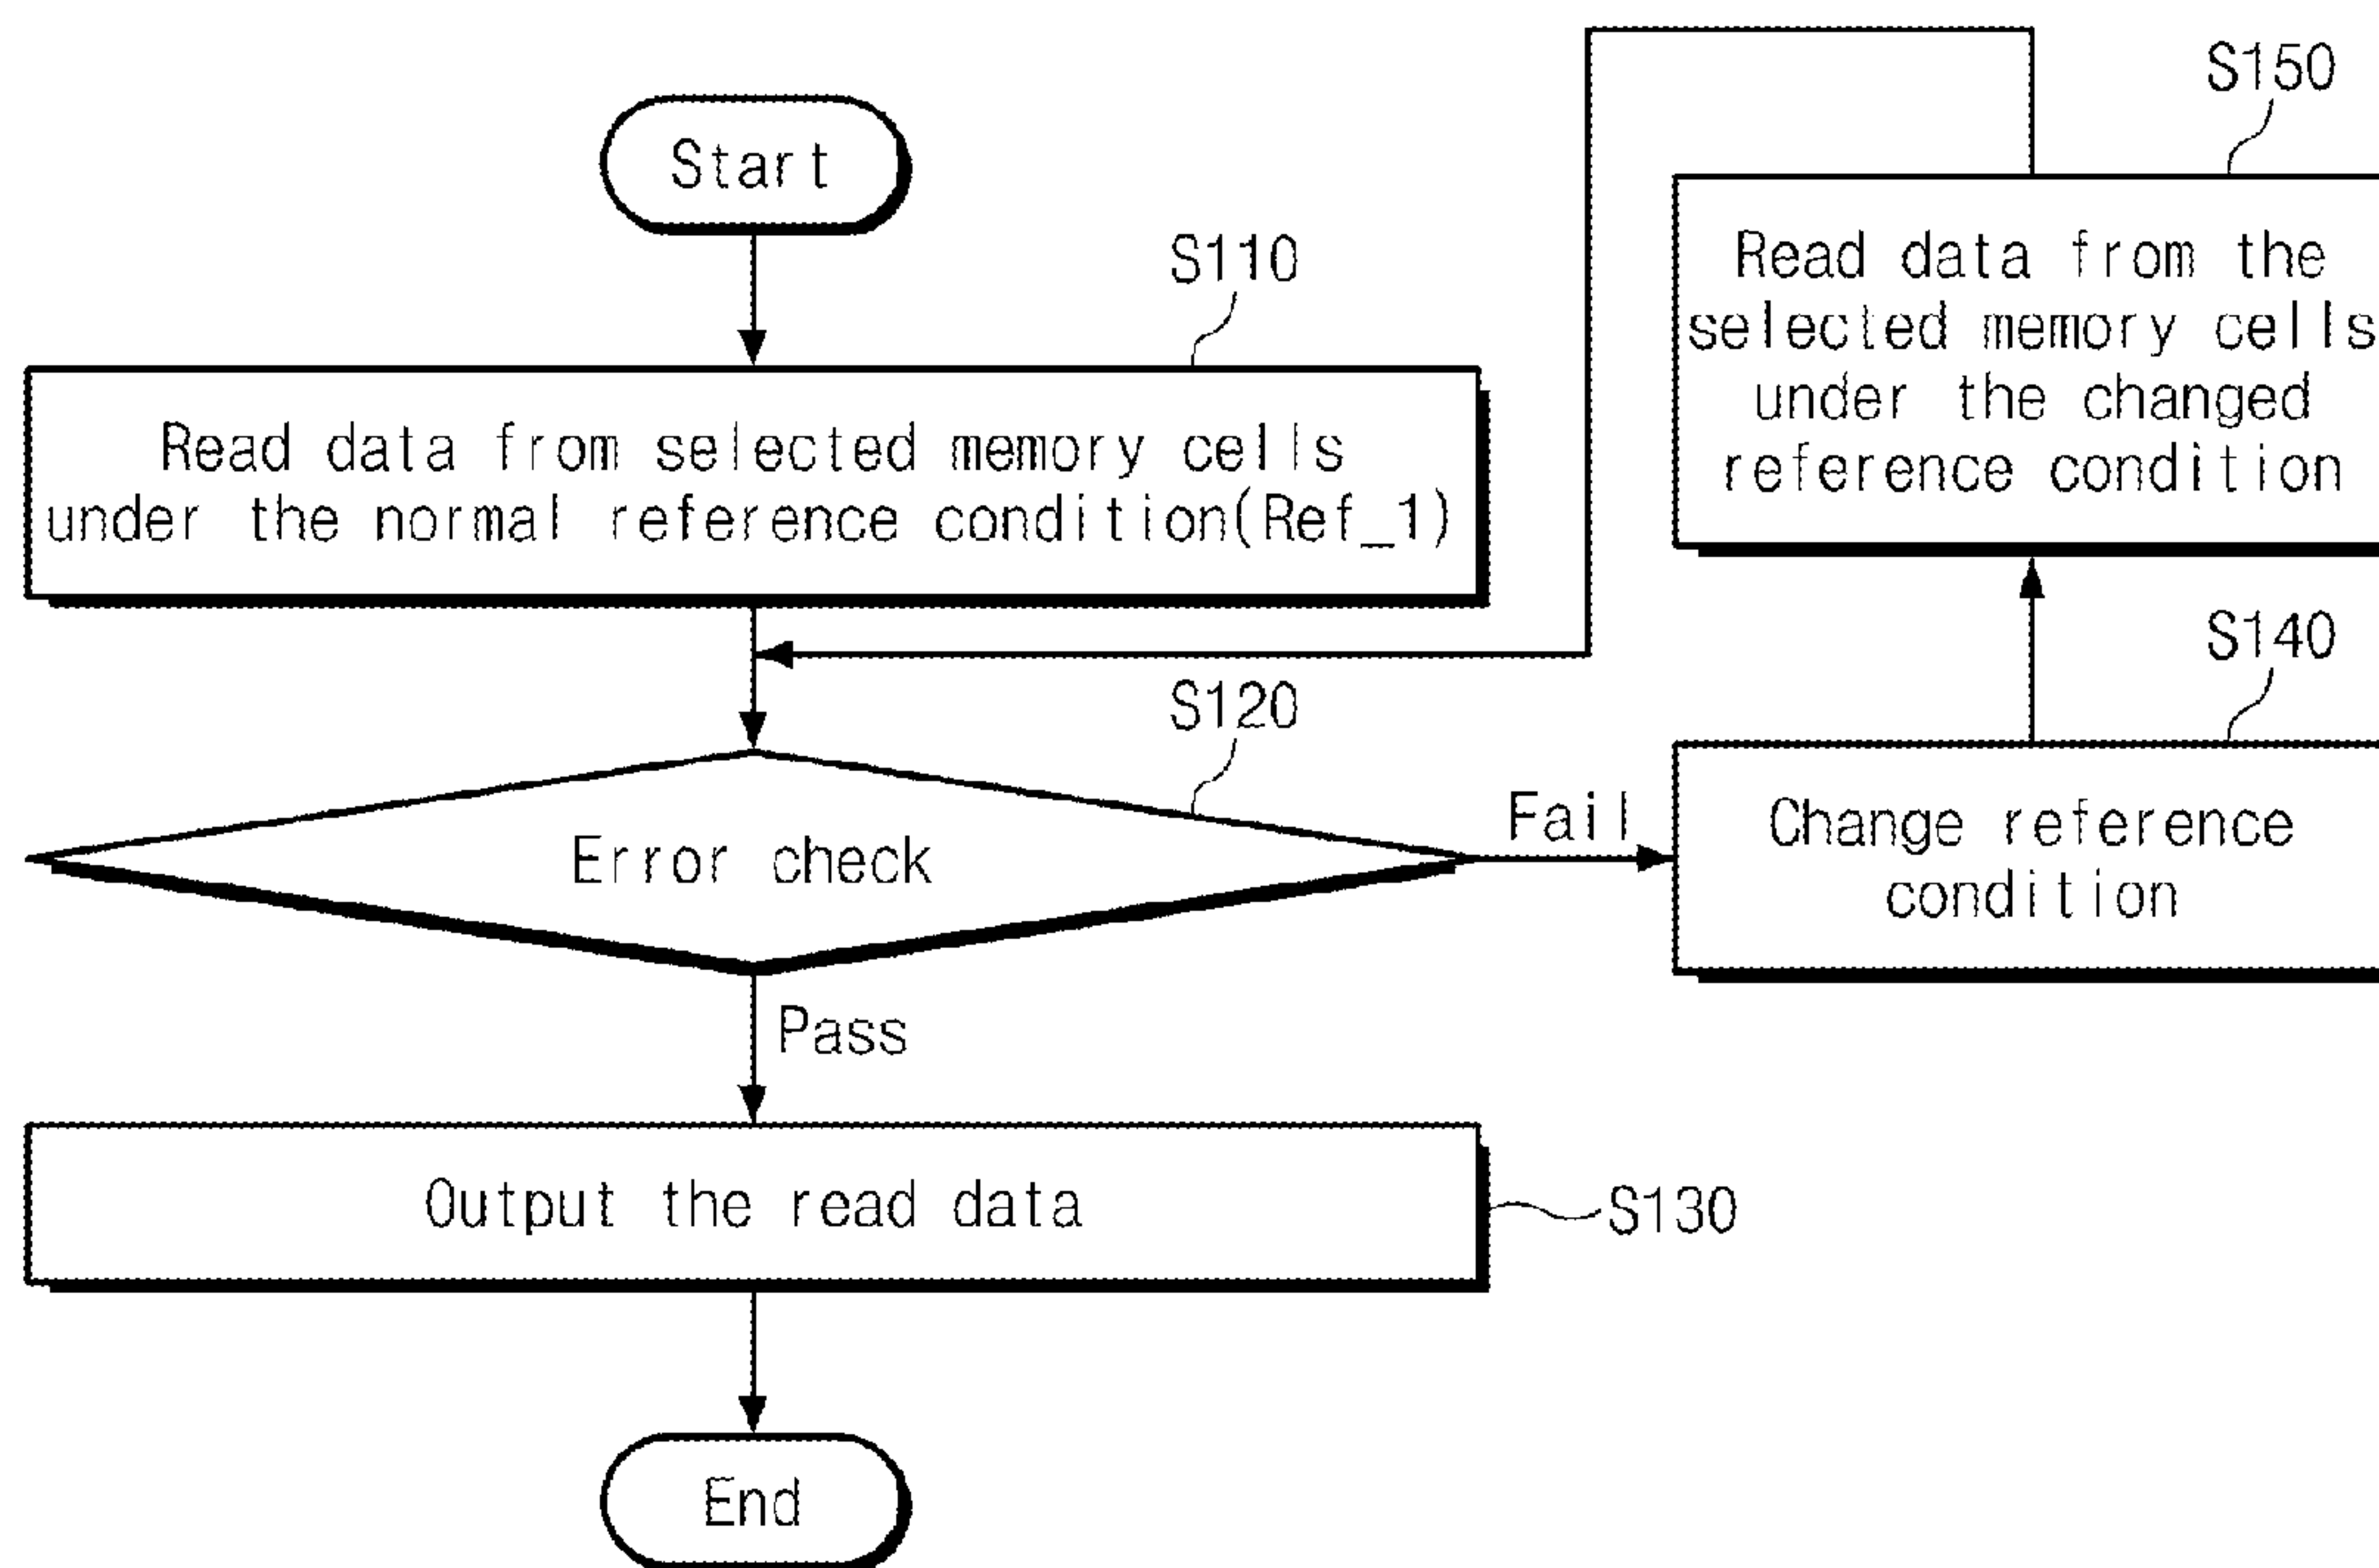 Start
S110
Read data from selected memory cells
under the normal reference condition(Ref_1)
S120
Error check
Fail
Pass
Output the read data
S130
End
S150
Read data from the
selected memory cells
under the changed
reference condition
S140
Change reference
condition